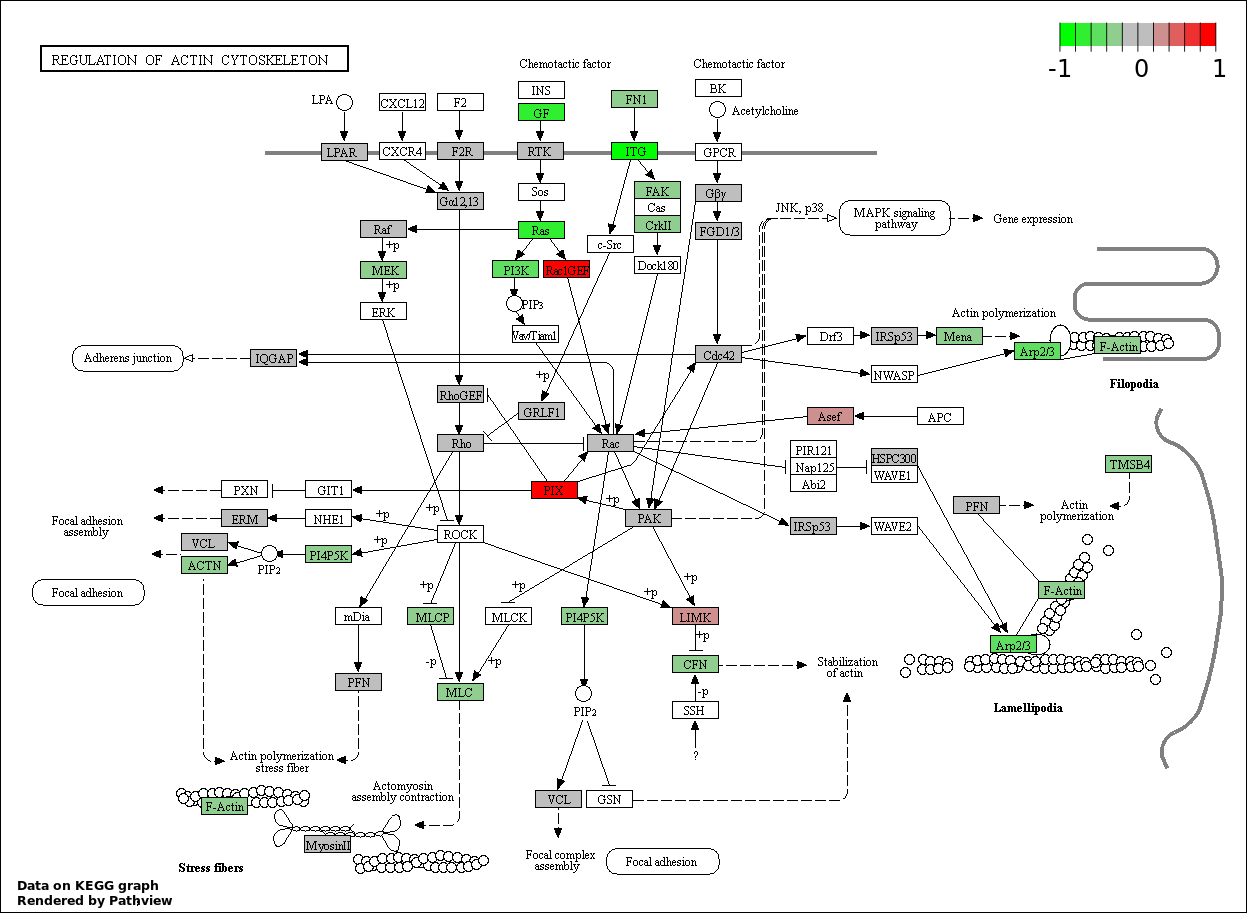 REGULATION OF ACTIN CYTOSKELETON
-1 0 1
Chemotactic factor
Chemotactic factor
LPA
CXCL12
F2
INS
GF
FN1
BK
Acetylcholine
LPAR
CXCR4
F2R
RTK
ITG
GPCR
Gα12,13
Sos
FAK
Cas
CrkII
Gβγ
JNK, p38
MAPK signaling
pathway
Gene expression
Raf
+p
Ras
c-Src
FGD1/3
MEK
+p
PI3K
Rac1GEF
Dock180
ERK
PIP3
Vav/Tiam1
Actin polymerization
Drf3
IRSp53
Mena
Arp2/3
F-Actin
Adherens junction
IQGAP
Cdc42
NWASP
Filopodia
+p
RhoGEF
GRLF1
Asef
APC
Rho
Rac
PIR121
Nap125
Abi2
HSPC300
WAVE1
TMSB4
PXN
GIT1
PIX
+p
PFN
Actin
polymerization
Focal adhesion
assembly
ERM
NHE1
+p
+p
PAK
IRSp53
WAVE2
ROCK
VCL
ACTN
PIP2
PI4P5K
+p
Focal adhesion
+p
+p
+p
+p
F-Actin
mDia
MLCP
MLCK
PI4P5K
LIMK
+p
Arp2/3
-p
+p
CFN
Stabilization
of actin
PFN
MLC
-p
SSH
PIP2
Lamellipodia
?
Actin polymerization
stress fiber
Actomyosin
assembly contraction
F-Actin
VCL
GSN
MyosinII
Stress fibers
Focal complex
assembly
Focal adhesion
Data on KEGG graph
Rendered by Pathview